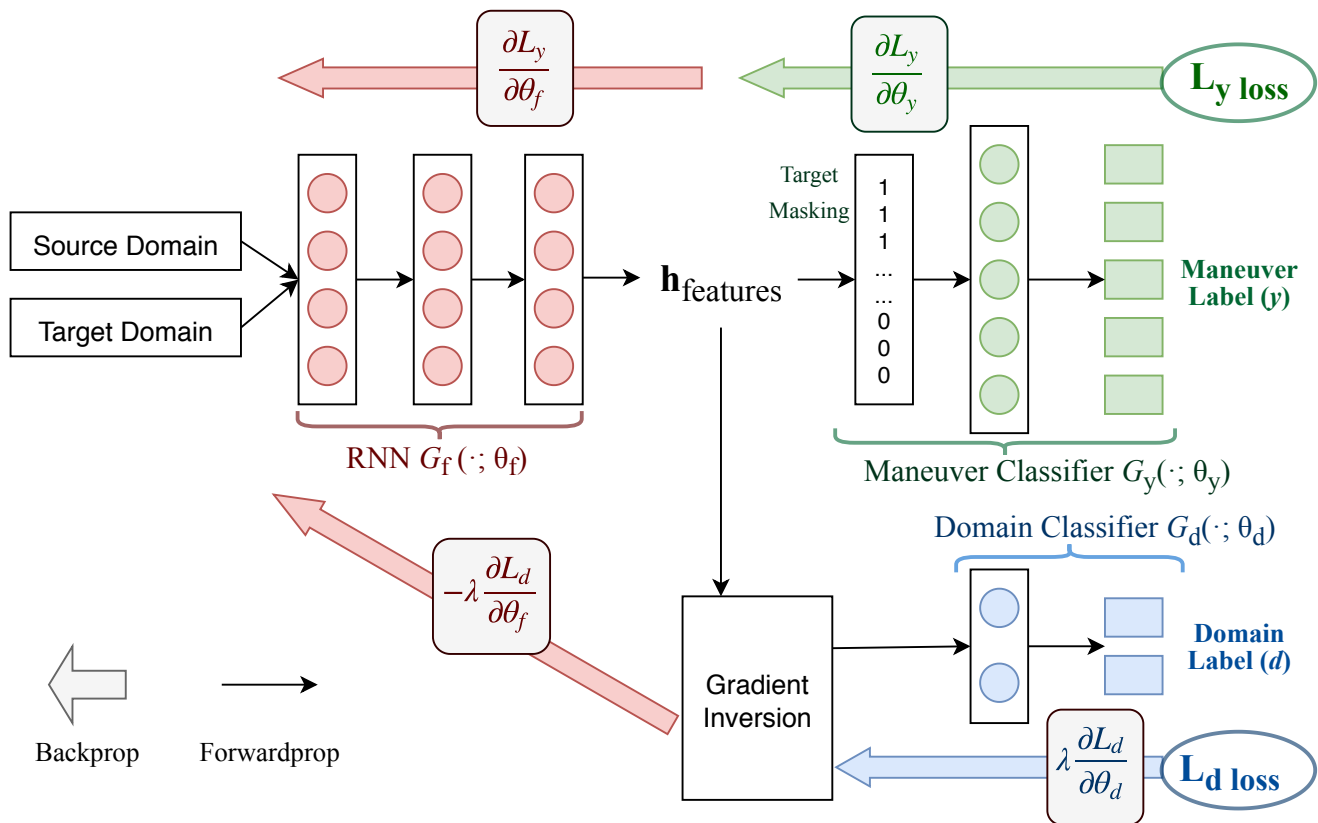 ∂L_y
∂θ_f
∂L_y
∂θ_y
L_y loss
Source Domain
Target Domain
h_features
Target
Masking
1
1
1
...
...
0
0
0
Maneuver
Label (y)
RNN G_f (·; θ_f)
Maneuver Classifier G_y(·; θ_y)
Domain Classifier G_d(·; θ_d)
−λ ∂L_d
∂θ_f
Gradient
Inversion
Domain
Label (d)
Backprop
Forwardprop
λ ∂L_d
∂θ_d
L_d loss